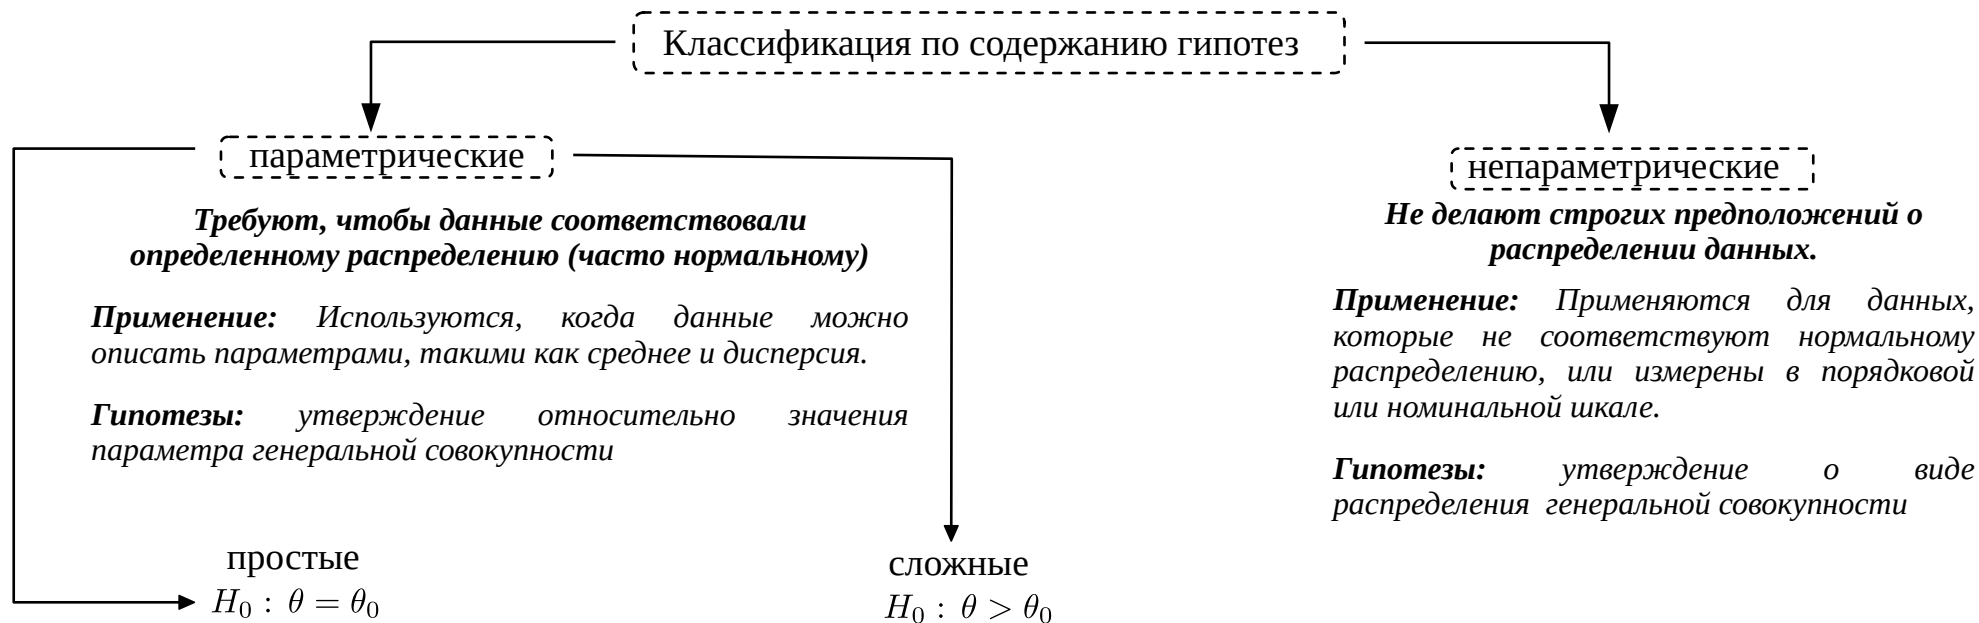 Классификация по содержанию гипотез
параметрические
Требуют, чтобы данные соответствовали
определенному распределению (часто нормальному)
Применение: Используются, когда данные можно
описать параметрами, такими как среднее и дисперсия.
Гипотезы: утверждение относительно значения
параметра генеральной совокупности
простые
H₀ : θ = θ₀
сложные
H₀ : θ > θ₀
непараметрические
Не делают строгих предположений о
распределении данных.
Применение: Применяются для данных,
которые не соответствуют нормальному
распределению, или измерены в порядковой
или номинальной шкале.
Гипотезы: утверждение о виде
распределения генеральной совокупности